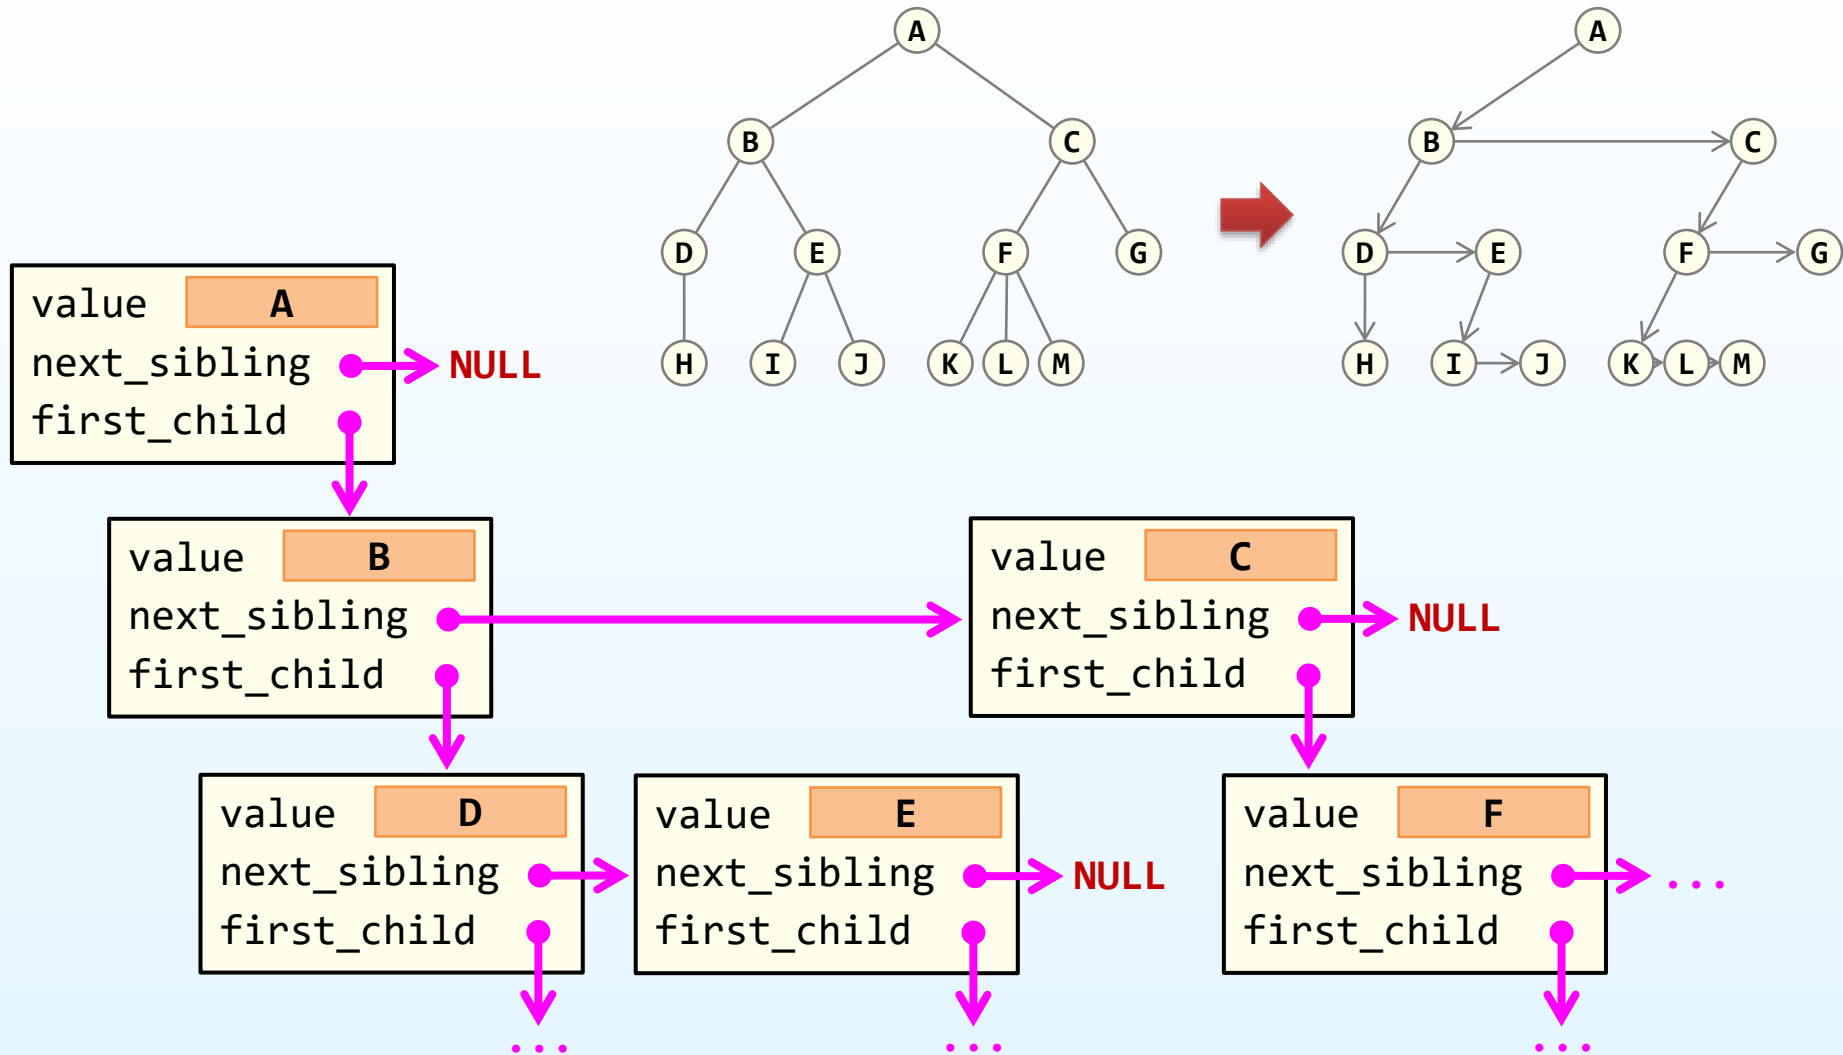 A
B C
D E F G
H I J K L M
A
B C
D E F G
H I J K L M
value A
next_sibling NULL
first_child
value B
next_sibling
first_child
value C
next_sibling NULL
first_child
value D
next_sibling
first_child
...
value E
next_sibling NULL
first_child
...
value F
next_sibling ...
first_child
...